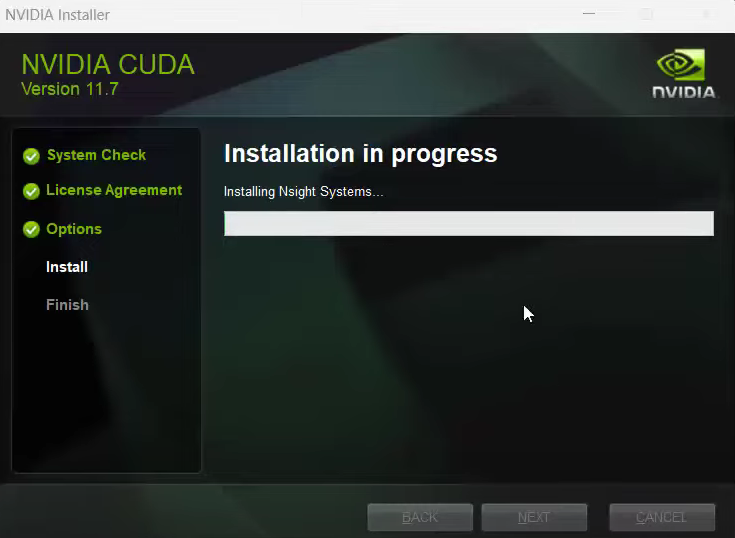 NVIDIA Installer
NVIDIA CUDA
Version 11.7
NVIDIA
System Check
License Agreement
Options
Install
Finish
Installation in progress
Installing Nsight Systems...
BACK
NEXT
CANCEL